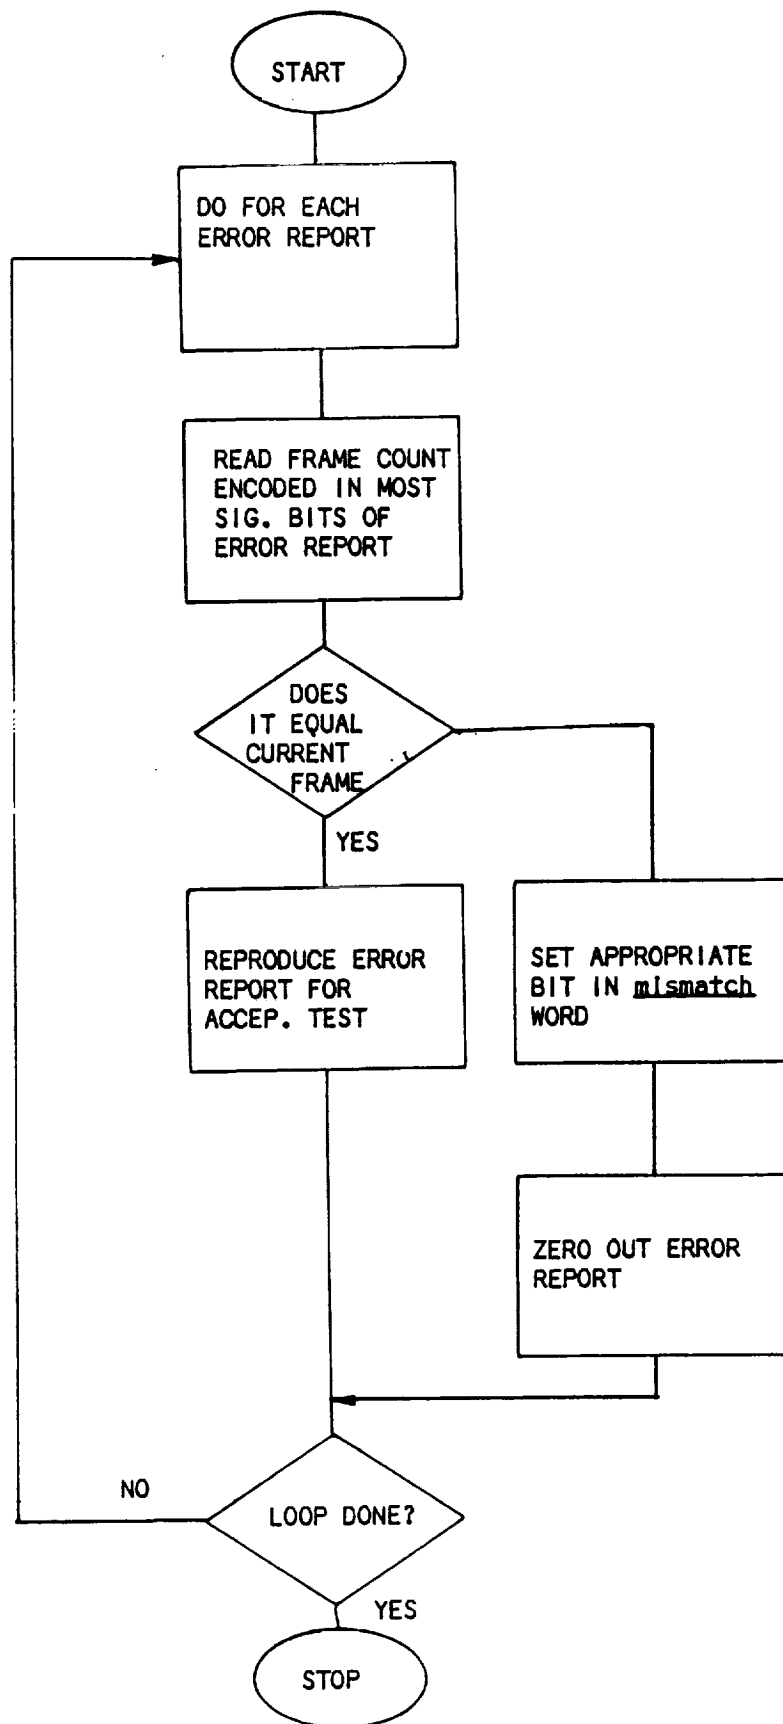 START
DO FOR EACH
ERROR REPORT
READ FRAME COUNT
ENCODED IN MOST
SIG. BITS OF
ERROR REPORT
DOES
IT EQUAL
CURRENT
FRAME
YES
REPRODUCE ERROR
REPORT FOR
ACCEP. TEST
SET APPROPRIATE
BIT IN mismatch
WORD
ZERO OUT ERROR
REPORT
NO
LOOP DONE?
YES
STOP